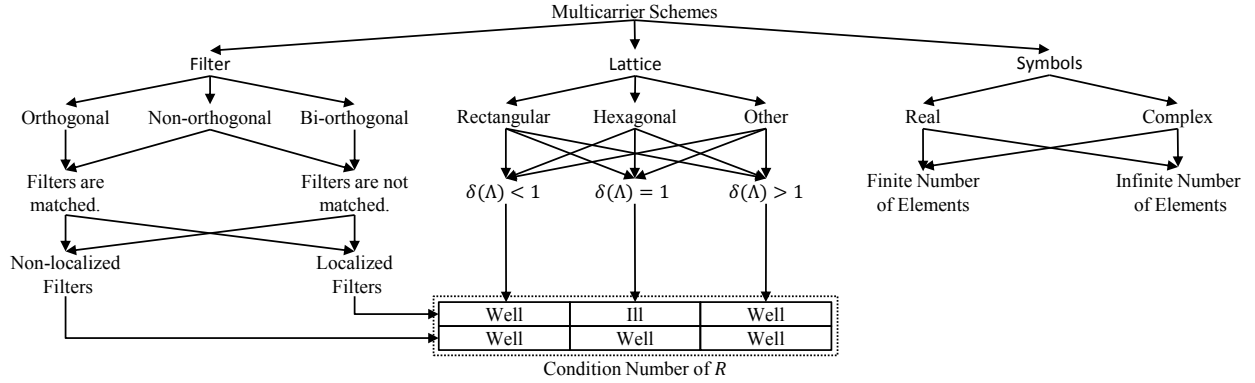 Multicarrier Schemes
Filter
Lattice
Symbols
Orthogonal
Non-orthogonal
Bi-orthogonal
Rectangular
Hexagonal
Other
Real
Complex
Filters are
matched.
Filters are not
matched.
δ(Λ) < 1
δ(Λ) = 1
δ(Λ) > 1
Finite Number
of Elements
Infinite Number
of Elements
Non-localized
Filters
Localized
Filters
Well Ill Well
Well Well Well
Condition Number of R